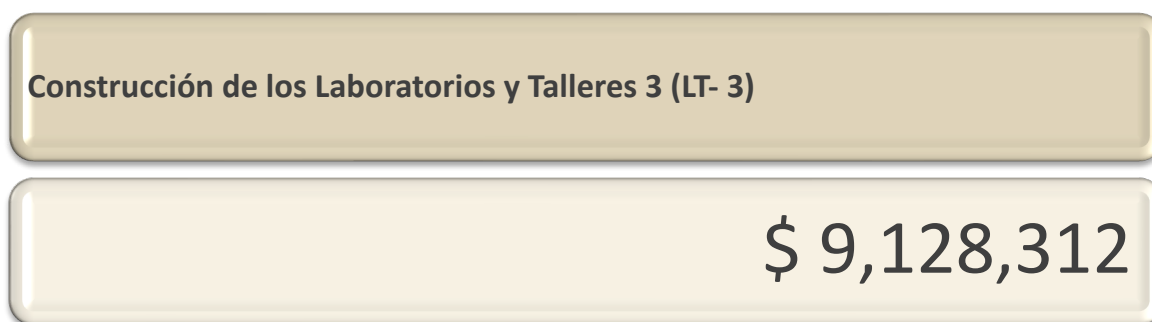 Construcción de los Laboratorios y Talleres 3 (LT- 3)
$ 9,128,312